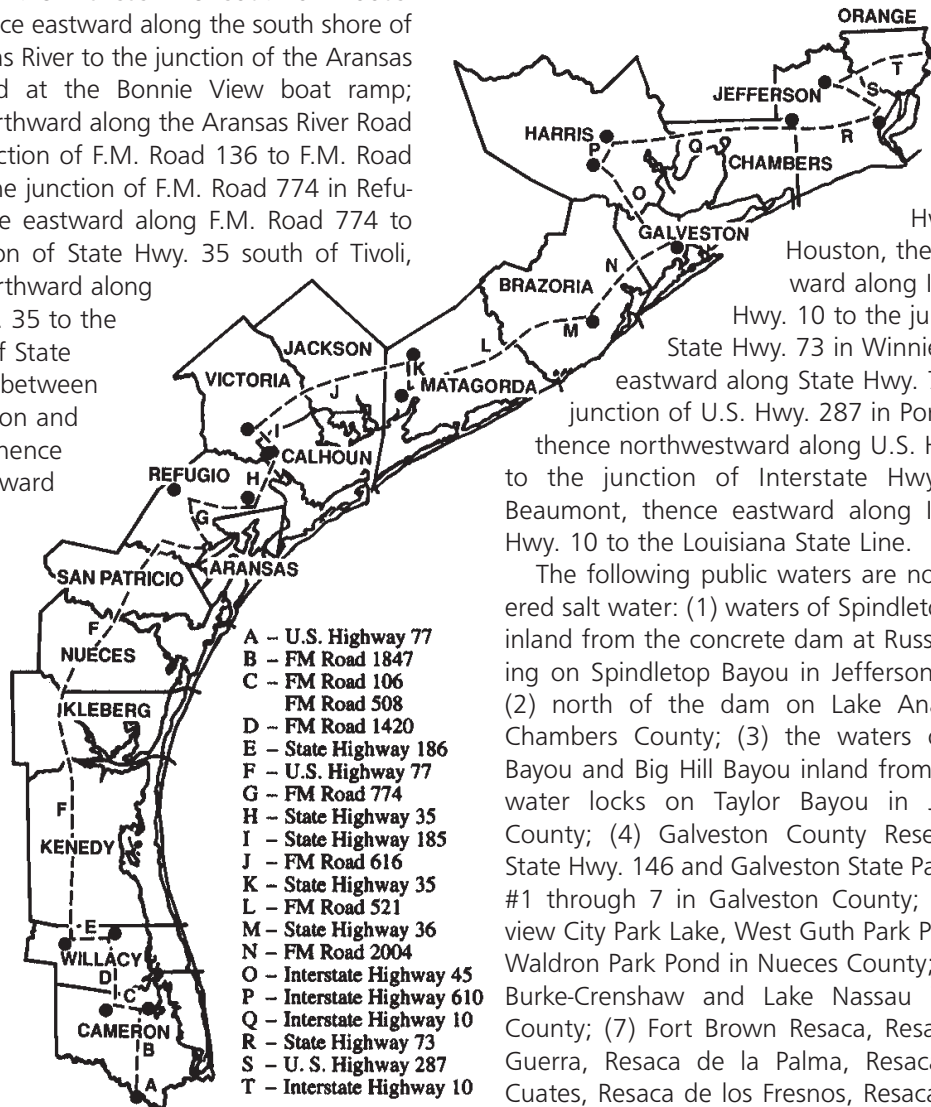 ce eastward along the south shore of
as River to the junction of the Aransas
d at the Bonnie View boat ramp;
rthward along the Aransas River Road
ction of F.M. Road 136 to F.M. Road
he junction of F.M. Road 774 in Refu-
e eastward along F.M. Road 774 to
on of State Hwy. 35 south of Tivoli,
rthward along
. 35 to the
of State
between
on and
hence
ward
Houston, the
ward along I
Hwy. 10 to the ju
State Hwy. 73 in Winnie
eastward along State Hwy. 7
junction of U.S. Hwy. 287 in Por
thence northwestward along U.S. H
to the junction of Interstate Hwy
Beaumont, thence eastward along I
Hwy. 10 to the Louisiana State Line.
The following public waters are no
ered salt water: (1) waters of Spindleto
inland from the concrete dam at Russ
ing on Spindletop Bayou in Jefferson
(2) north of the dam on Lake Ana
Chambers County; (3) the waters o
Bayou and Big Hill Bayou inland from
water locks on Taylor Bayou in J
County; (4) Galveston County Rese
State Hwy. 146 and Galveston State Pa
#1 through 7 in Galveston County;
view City Park Lake, West Guth Park P
Waldron Park Pond in Nueces County;
Burke-Crenshaw and Lake Nassau
County; (7) Fort Brown Resaca, Resa
Guerra, Resaca de la Palma, Resaca
Cuates, Resaca de los Fresnos, Resaca
ORANGE
T
S
JEFFERSON
R
HARRIS
P
Q
CHAMBERS
O
GALVESTON
N
BRAZORIA
M
L
JACKSON
K
MATAGORDA
VICTORIA
J
I
CALHOUN
REFUGIO
H
G
ARANSAS
SAN PATRICIO
F
NUECES
KLEBERG
F
KENEDY
E
WILLACY
D
C
CAMERON
B
A
A – U.S. Highway 77
B – FM Road 1847
C – FM Road 106
FM Road 508
D – FM Road 1420
E – State Highway 186
F – U.S. Highway 77
G – FM Road 774
H – State Highway 35
I – State Highway 185
J – FM Road 616
K – State Highway 35
L – FM Road 521
M – State Highway 36
N – FM Road 2004
O – Interstate Highway 45
P – Interstate Highway 610
Q – Interstate Highway 10
R – State Highway 73
S – U. S. Highway 287
T – Interstate Highway 10